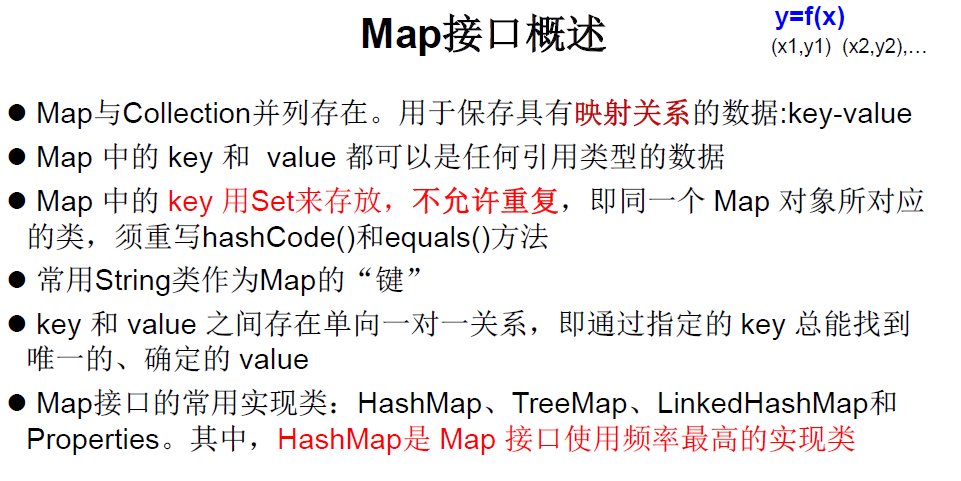 Map接口概述
y=f(x)
(x1,y1) (x2,y2),...
● Map与Collection并列存在。用于保存具有映射关系的数据:key-value
● Map 中的 key 和 value 都可以是任何引用类型的数据
● Map 中的 key 用Set来存放，不允许重复，即同一个 Map 对象所对应
的类，须重写hashCode()和equals()方法
● 常用String类作为Map的“键”
● key 和 value 之间存在单向一对一关系，即通过指定的 key 总能找到
唯一的、确定的 value
● Map接口的常用实现类：HashMap、TreeMap、LinkedHashMap和
Properties。其中，HashMap是 Map 接口使用频率最高的实现类